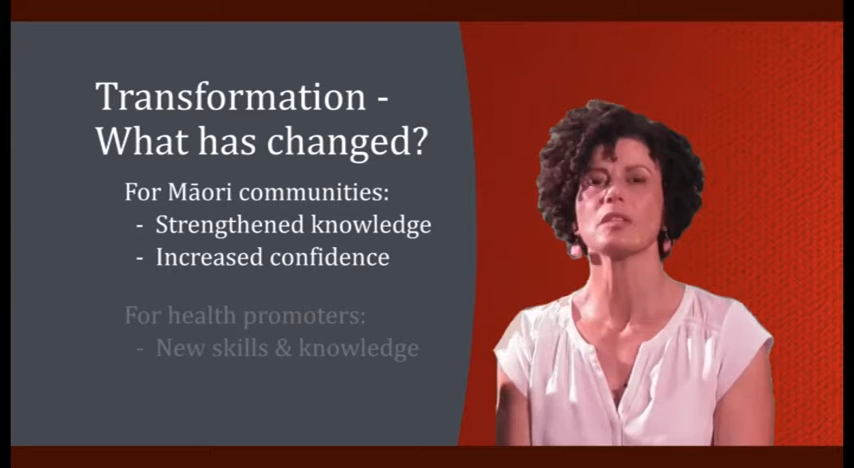 Transformation -
What has changed?
For Māori communities:
- Strengthened knowledge
- Increased confidence
For health promoters:
- New skills & knowledge